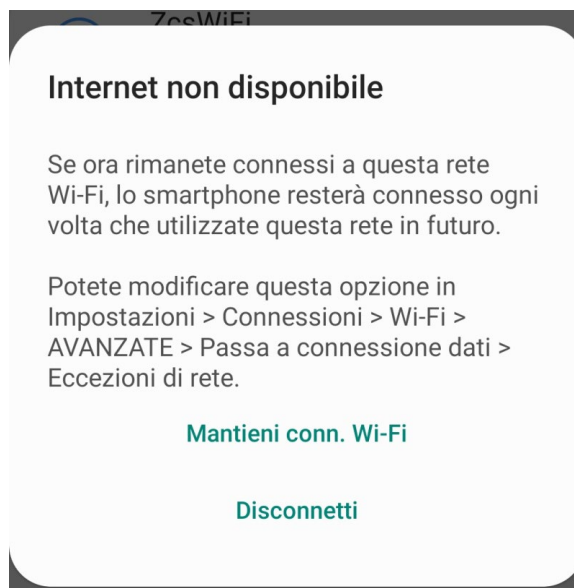 ZcsWiFi
Internet non disponibile
Se ora rimanete connessi a questa rete
Wi-Fi, lo smartphone resterà connesso ogni
volta che utilizzate questa rete in futuro.
Potete modificare questa opzione in
Impostazioni > Connessioni > Wi-Fi >
AVANZATE > Passa a connessione dati >
Eccezioni di rete.
Mantieni conn. Wi-Fi
Disconnetti